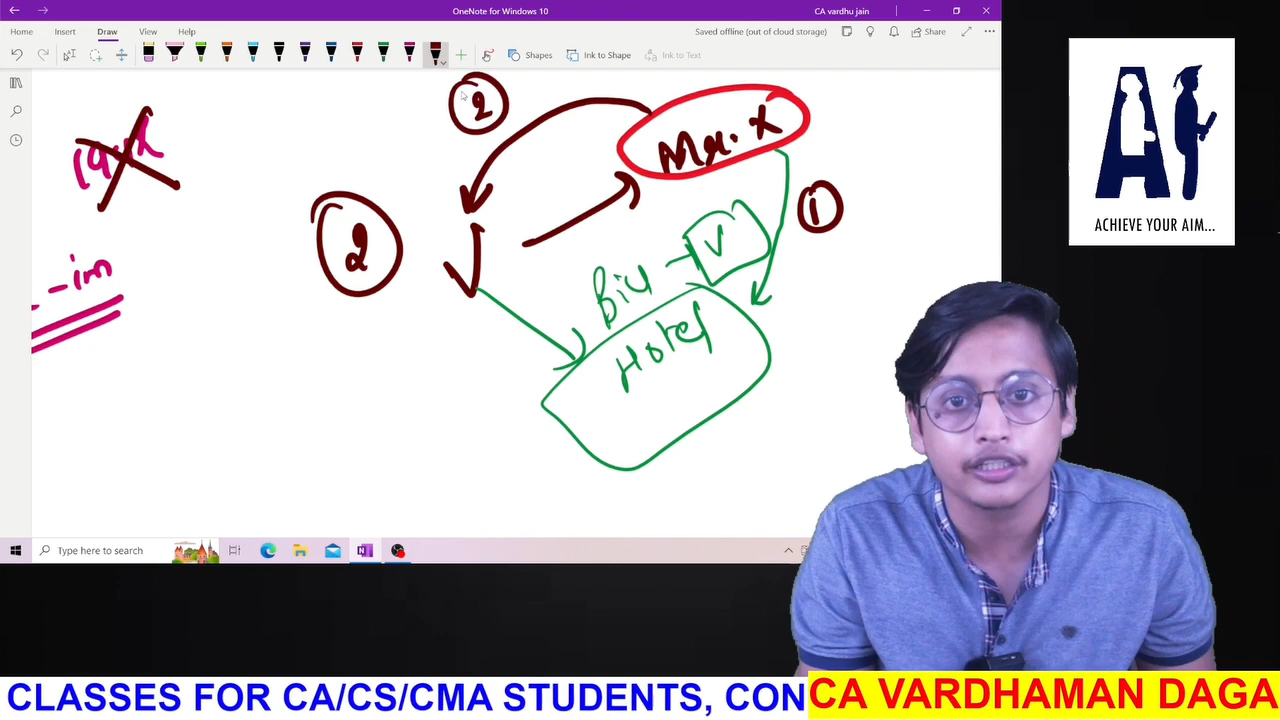 OneNote for Windows 10
CA vardhu jain
Home Insert Draw View Help
Saved offline (out of cloud storage)
Share
Shapes
Ink to Shape
Ink to Text
2
Mr. X
1
2
V
Bill → V
Hotel
ACHIEVE YOUR AIM...
Type here to search
CLASSES FOR CA/CS/CMA STUDENTS, CON
CA VARDHAMAN DAGA